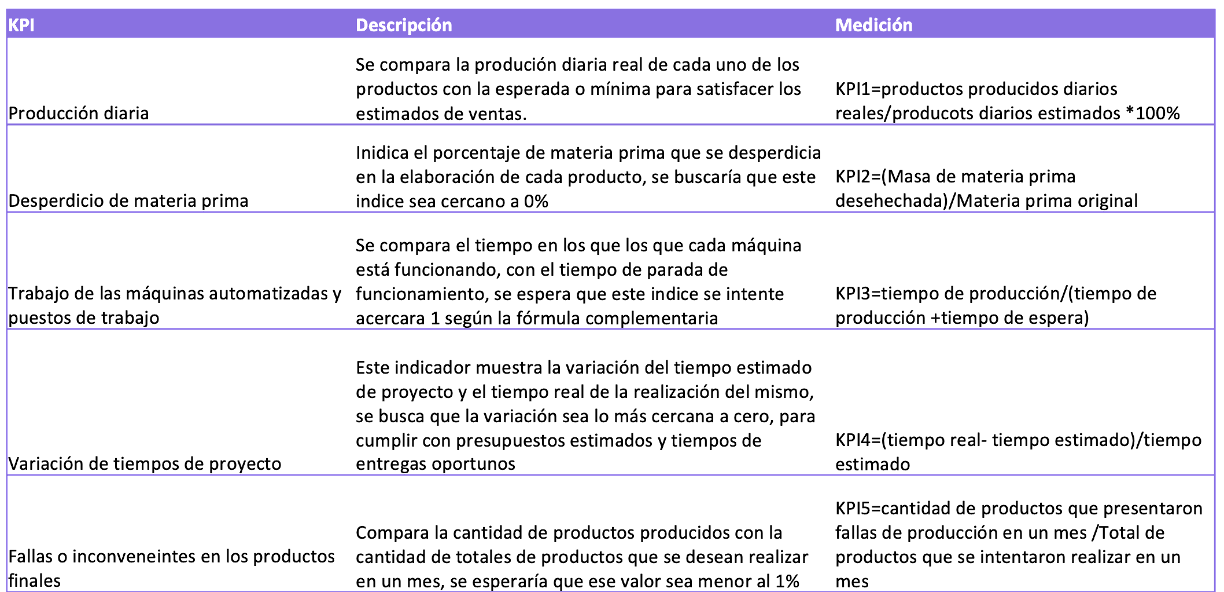 KPI Descripción Medición
Se compara la produción diaria real de cada uno de los
productos con la esperada o mínima para satisfacer los
estimados de ventas.
Producción diaria
KPI1=productos producidos diarios
reales/producots diarios estimados *100%
Inidica el porcentaje de materia prima que se desperdicia
en la elaboración de cada producto, se buscaría que este
indice sea cercano a 0%
Desperdicio de materia prima
KPI2=(Masa de materia prima
desehechada)/Materia prima original
Trabajo de las máquinas automatizadas y
puestos de trabajo
Se compara el tiempo en los que los que cada máquina
está funcionando, con el tiempo de parada de
funcionamiento, se espera que este indice se intente
acercara 1 según la fórmula complementaria
KPI3=tiempo de producción/(tiempo de
producción +tiempo de espera)
Variación de tiempos de proyecto
Este indicador muestra la variación del tiempo estimado
de proyecto y el tiempo real de la realización del mismo,
se busca que la variación sea lo más cercana a cero, para
cumplir con presupuestos estimados y tiempos de
entregas oportunos
KPI4=(tiempo real- tiempo estimado)/tiempo
estimado
Fallas o inconveneintes en los productos
finales
Compara la cantidad de productos producidos con la
cantidad de totales de productos que se desean realizar
en un mes, se esperaría que ese valor sea menor al 1%
KPI5=cantidad de productos que presentaron
fallas de producción en un mes /Total de
productos que se intentaron realizar en un
mes